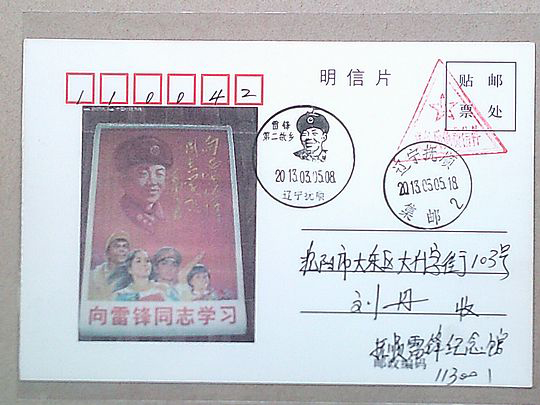 110042
明信片
贴 邮
票 处
雷锋
第二故乡
2013.03.05.08
辽宁抚顺
辽宁抚顺
2013.03.05.18
集邮
2
沈阳市大东区大什字街103号
刘丹 收
向雷锋同志学习
抚顺雷锋纪念馆
邮政编码